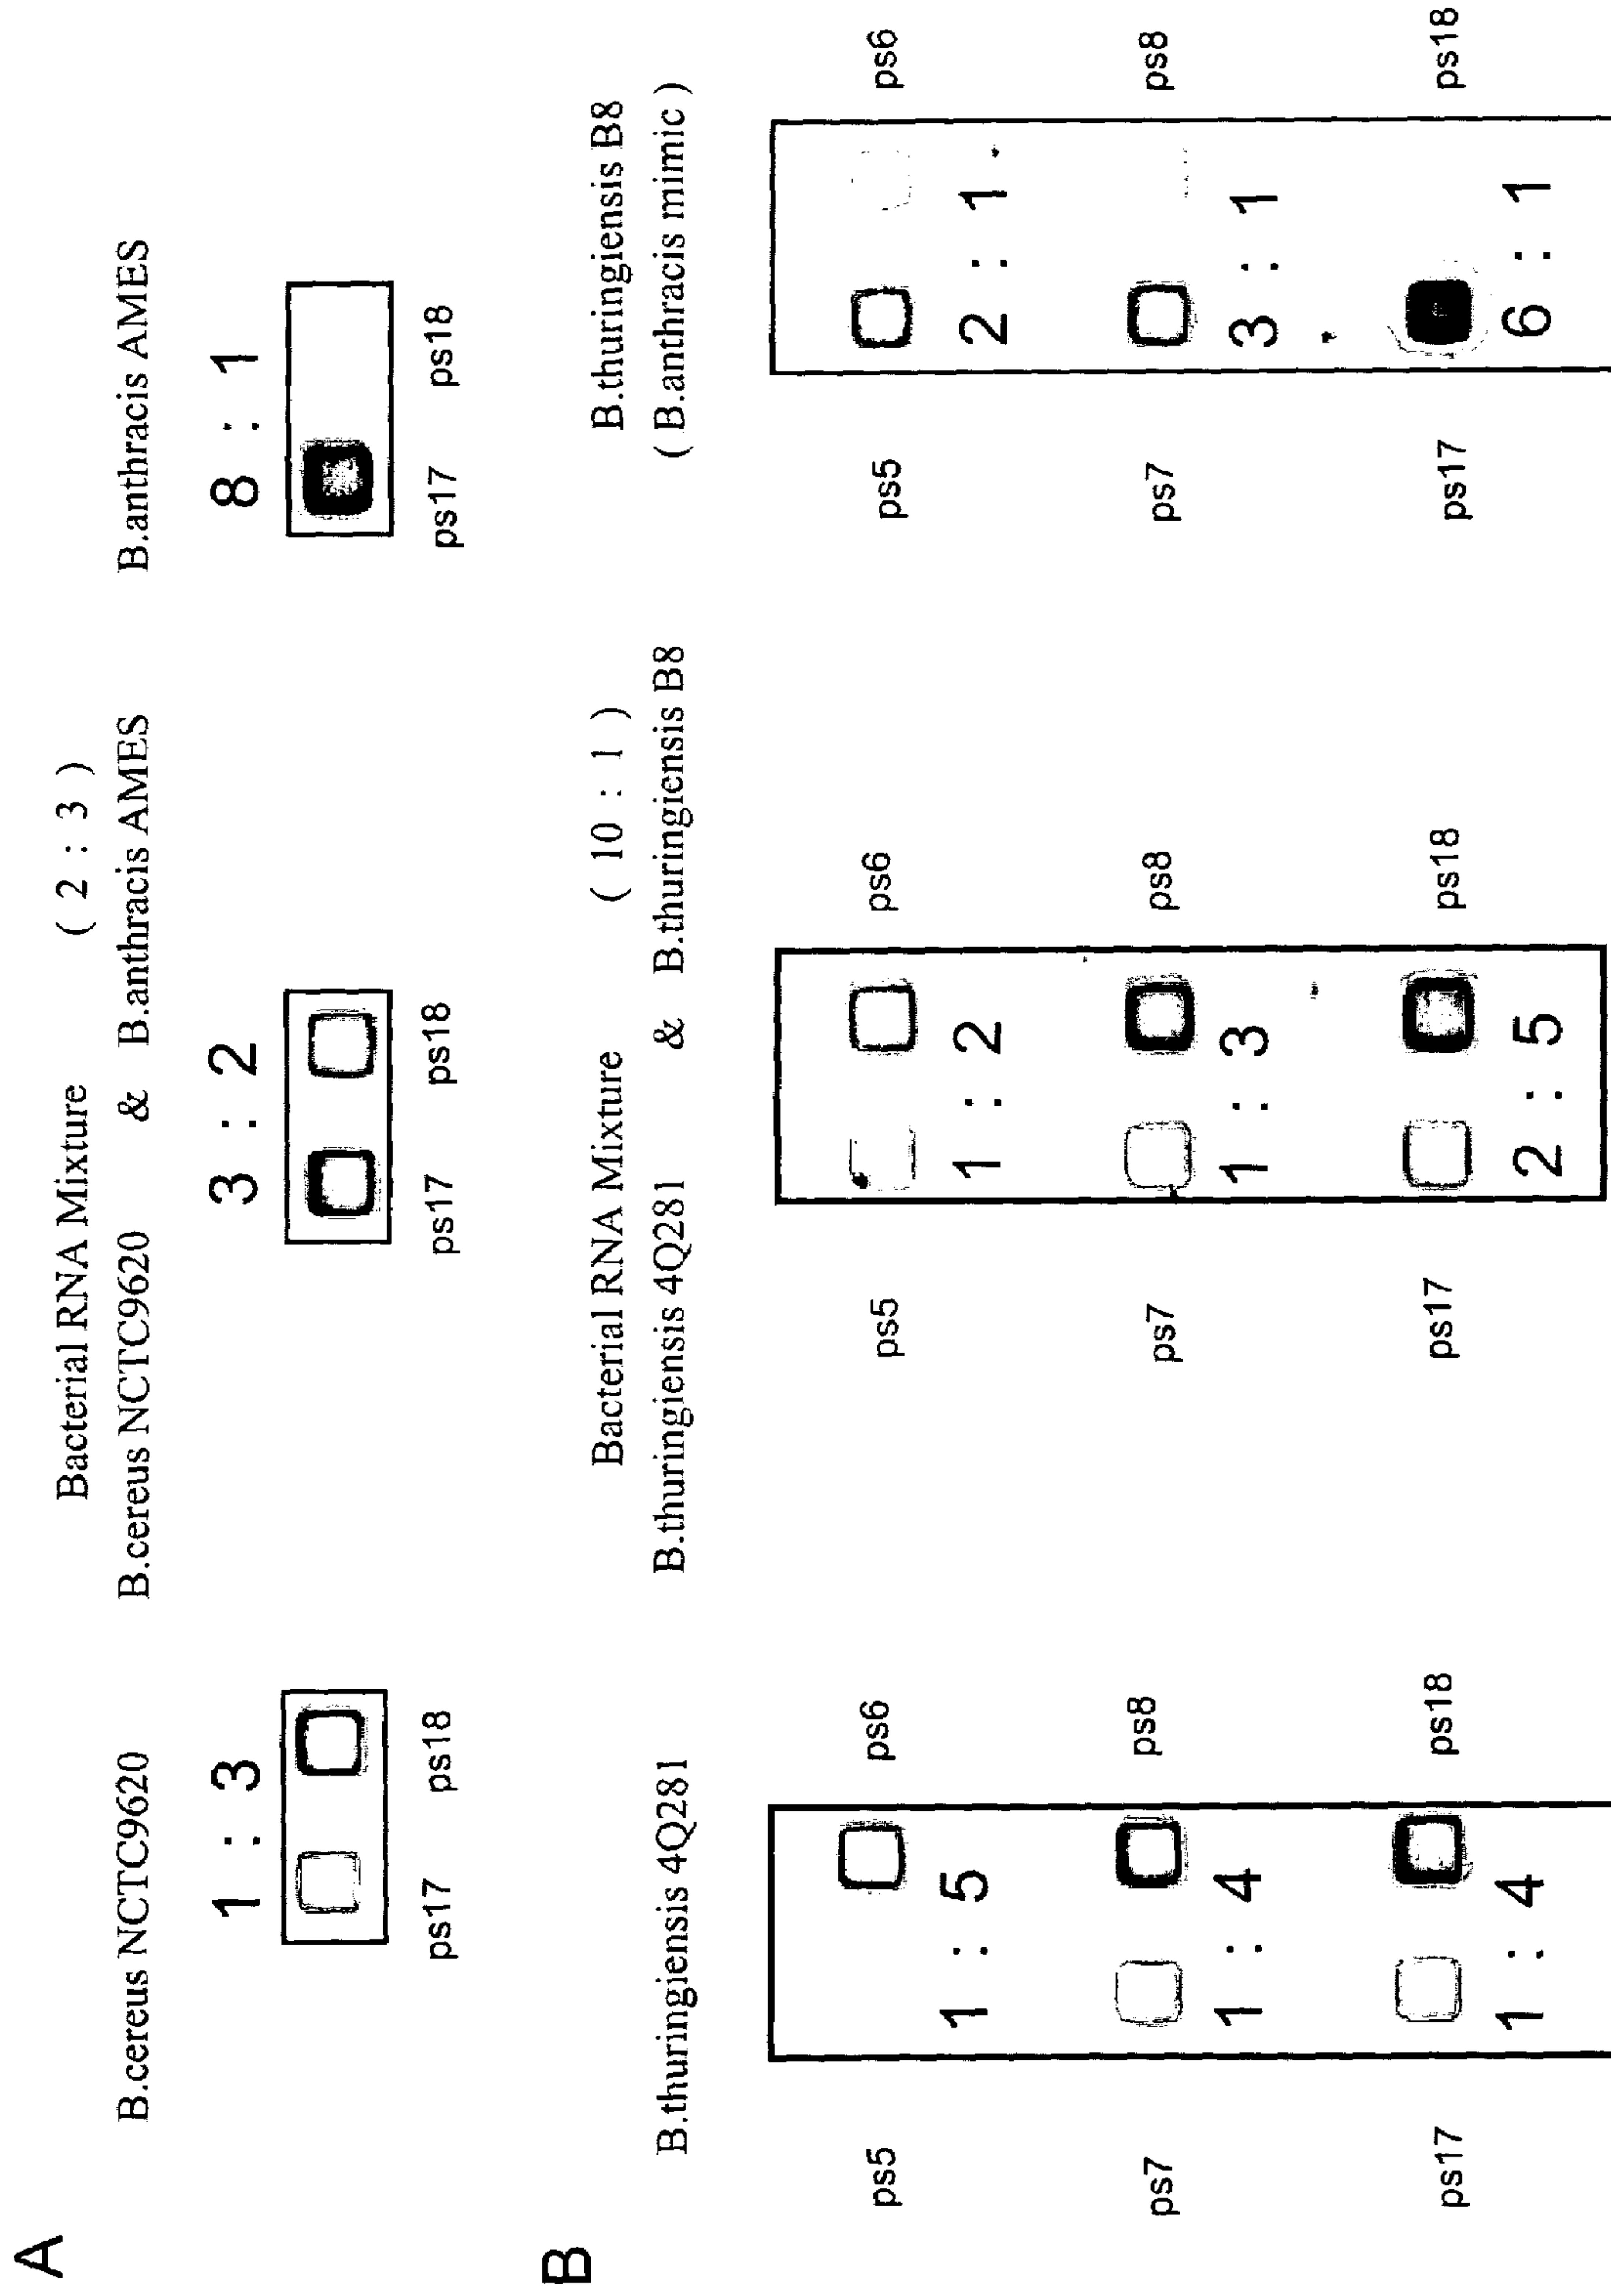 A
Bacterial RNA Mixture ( 2 : 3 )
B.cereus NCTC9620
B.cereus NCTC9620 & B.anthracis AMES
B.anthracis AMES
1 : 3
3 : 2
8 : 1
ps17 ps18
ps17 ps18
ps17 ps18
B
Bacterial RNA Mixture ( 10 : 1 )
B.thuringiensis 4Q281
B.thuringiensis 4Q281 & B.thuringiensis B8
B.thuringiensis B8
( B.anthracis mimic )
ps5 ps6
1 : 5
ps7 ps8
1 : 4
ps17 ps18
1 : 4
ps5 ps6
1 : 2
ps7 ps8
1 : 3
ps17 ps18
2 : 5
ps5 ps6
2 : 1
ps7 ps8
3 : 1
ps17 ps18
6 : 1